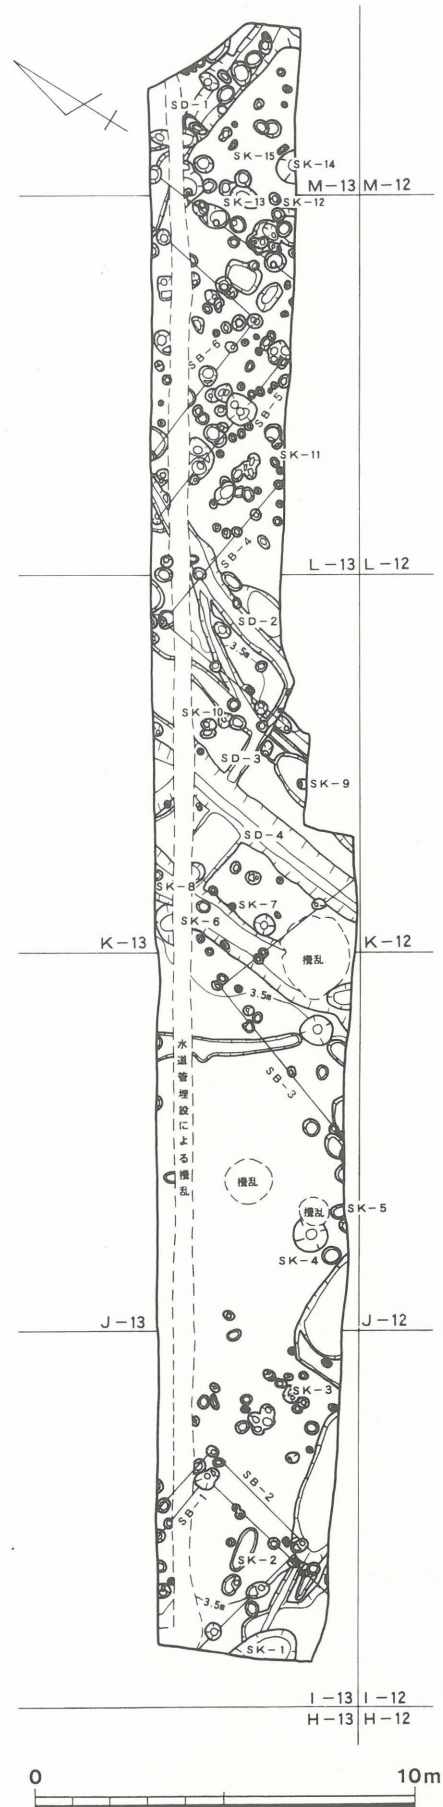 SD-1
SK-15
SK-14
M-13 M-12
SK-13
SK-12
SB-6
SB-5
SK-11
SB-4
L-13 L-12
SD-2
3.5m
SK-10
SD-3
SK-9
SD-4
SK-8
SK-7
SK-6
K-13
K-12
攪乱
3.5m
水道管埋設による攪乱
SB-3
攪乱
攪乱
SK-5
SK-4
J-13
J-12
SK-3
SB-2
SB-1
SK-2
3.5m
SK-1
I-13 I-12
H-13 H-12
0 10m